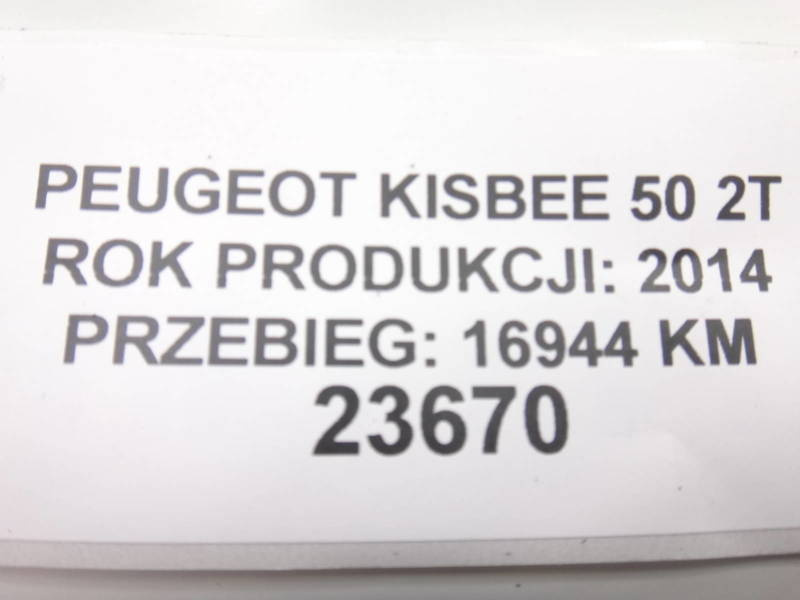 PEUGEOT KISBEE 50 2T
ROK PRODUKCJI: 2014
PRZEBIEG: 16944 KM
23670